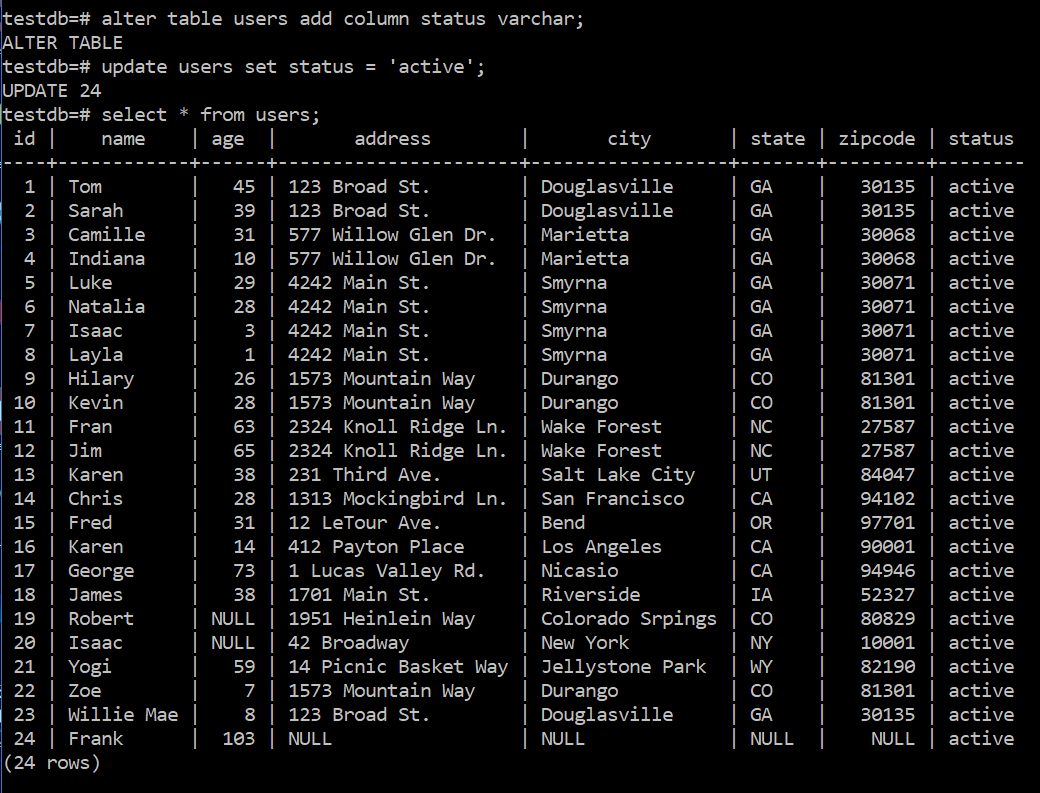 testdb=# alter table users add column status varchar;
ALTER TABLE
testdb=# update users set status = 'active';
UPDATE 24
testdb=# select * from users;
 id |    name    | age  |       address       |       city       | state | zipcode | status
----+------------+------+---------------------+------------------+-------+---------+--------
  1 | Tom        |   45 | 123 Broad St.       | Douglasville     | GA    |   30135 | active
  2 | Sarah      |   39 | 123 Broad St.       | Douglasville     | GA    |   30135 | active
  3 | Camille    |   31 | 577 Willow Glen Dr. | Marietta         | GA    |   30068 | active
  4 | Indiana    |   10 | 577 Willow Glen Dr. | Marietta         | GA    |   30068 | active
  5 | Luke       |   29 | 4242 Main St.       | Smyrna           | GA    |   30071 | active
  6 | Natalia    |   28 | 4242 Main St.       | Smyrna           | GA    |   30071 | active
  7 | Isaac      |    3 | 4242 Main St.       | Smyrna           | GA    |   30071 | active
  8 | Layla      |    1 | 4242 Main St.       | Smyrna           | GA    |   30071 | active
  9 | Hilary     |   26 | 1573 Mountain Way   | Durango          | CO    |   81301 | active
 10 | Kevin      |   28 | 1573 Mountain Way   | Durango          | CO    |   81301 | active
 11 | Fran       |   63 | 2324 Knoll Ridge Ln. | Wake Forest      | NC    |   27587 | active
 12 | Jim        |   65 | 2324 Knoll Ridge Ln. | Wake Forest      | NC    |   27587 | active
 13 | Karen      |   38 | 231 Third Ave.      | Salt Lake City   | UT    |   84047 | active
 14 | Chris      |   28 | 1313 Mockingbird Ln. | San Francisco    | CA    |   94102 | active
 15 | Fred       |   31 | 12 LeTour Ave.      | Bend             | OR    |   97701 | active
 16 | Karen      |   14 | 412 Payton Place    | Los Angeles      | CA    |   90001 | active
 17 | George     |   73 | 1 Lucas Valley Rd.  | Nicasio          | CA    |   94946 | active
 18 | James      |   38 | 1701 Main St.       | Riverside        | IA    |   52327 | active
 19 | Robert     | NULL | 1951 Heinlein Way   | Colorado Srpings | CO    |   80829 | active
 20 | Isaac      | NULL | 42 Broadway         | New York         | NY    |   10001 | active
 21 | Yogi       |   59 | 14 Picnic Basket Way | Jellystone Park  | WY    |   82190 | active
 22 | Zoe        |    7 | 1573 Mountain Way   | Durango          | CO    |   81301 | active
 23 | Willie Mae |    8 | 123 Broad St.       | Douglasville     | GA    |   30135 | active
 24 | Frank      |  103 | NULL                | NULL             | NULL  |    NULL | active
(24 rows)